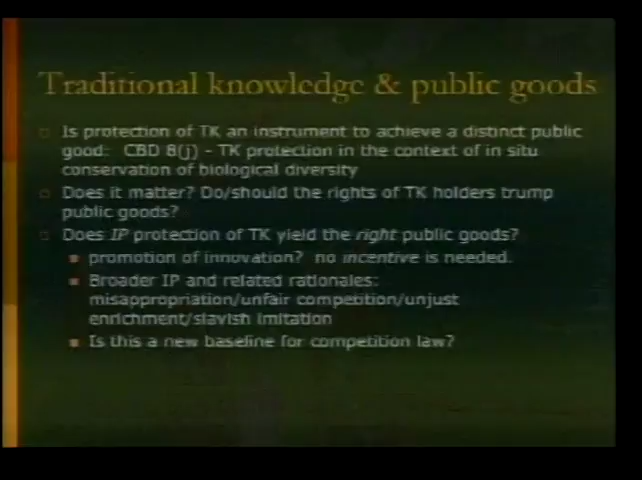 Traditional knowledge & public goods
Is protection of TK an instrument to achieve a distinct public
good: CBD 8(j) - TK protection in the context of in situ
conservation of biological diversity
Does it matter? Do/should the rights of TK holders trump
public goods?
Does IP protection of TK yield the right public goods?
promotion of innovation? no incentive is needed.
Broader IP and related rationales:
misappropriation/unfair competition/unjust
enrichment/slavish imitation
Is this a new baseline for competition law?